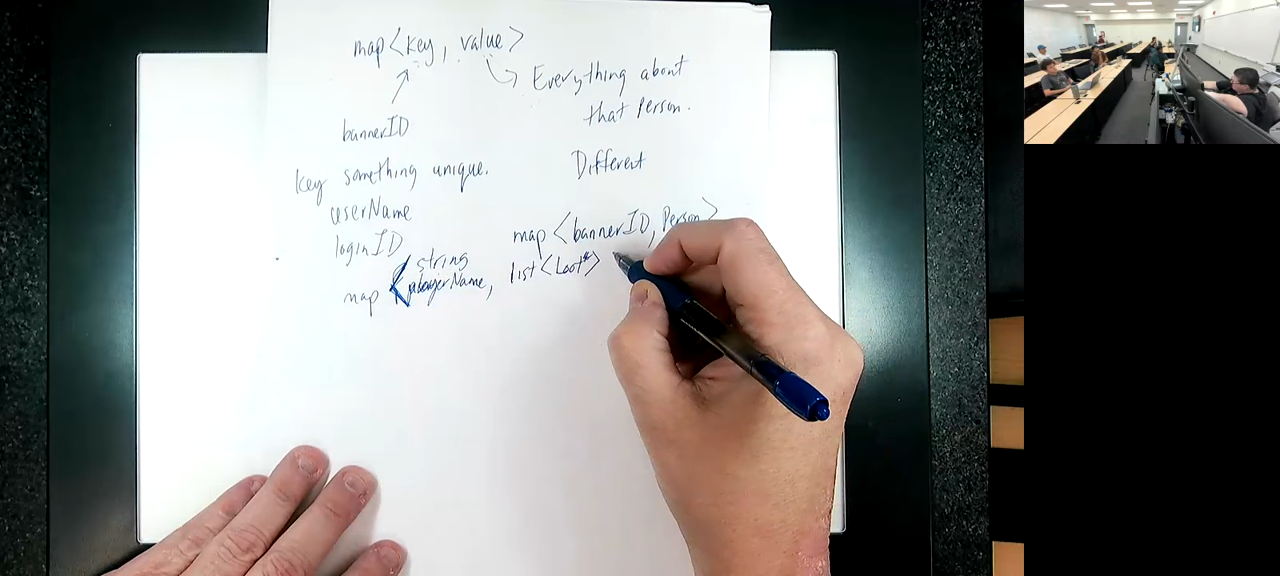 map <key, value>
Everything about
that Person.
bannerID
Key something unique.
Different
userName
map <bannerID, Person>
loginID
string
map <playerName, list<Loot*>